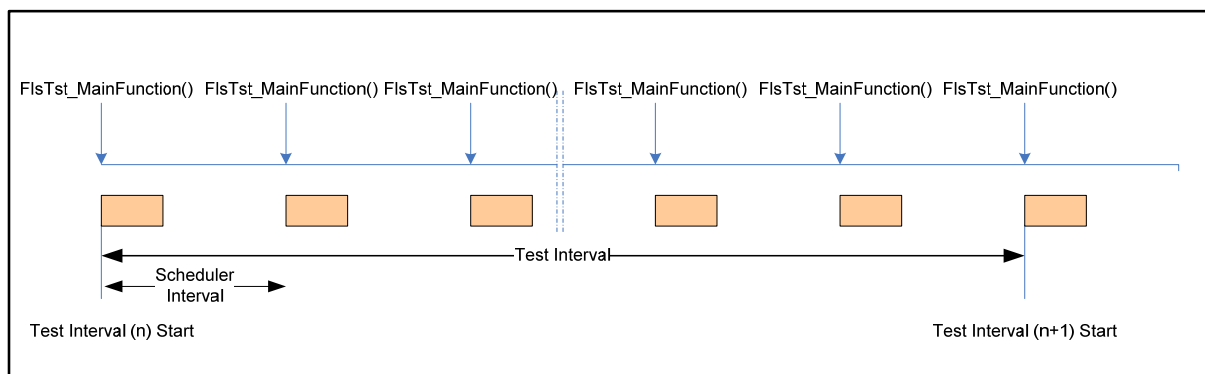 FlsTst_MainFunction() FlsTst_MainFunction() FlsTst_MainFunction() FlsTst_MainFunction() FlsTst_MainFunction() FlsTst_MainFunction()
Test Interval
Scheduler
Interval
Test Interval (n) Start
Test Interval (n+1) Start